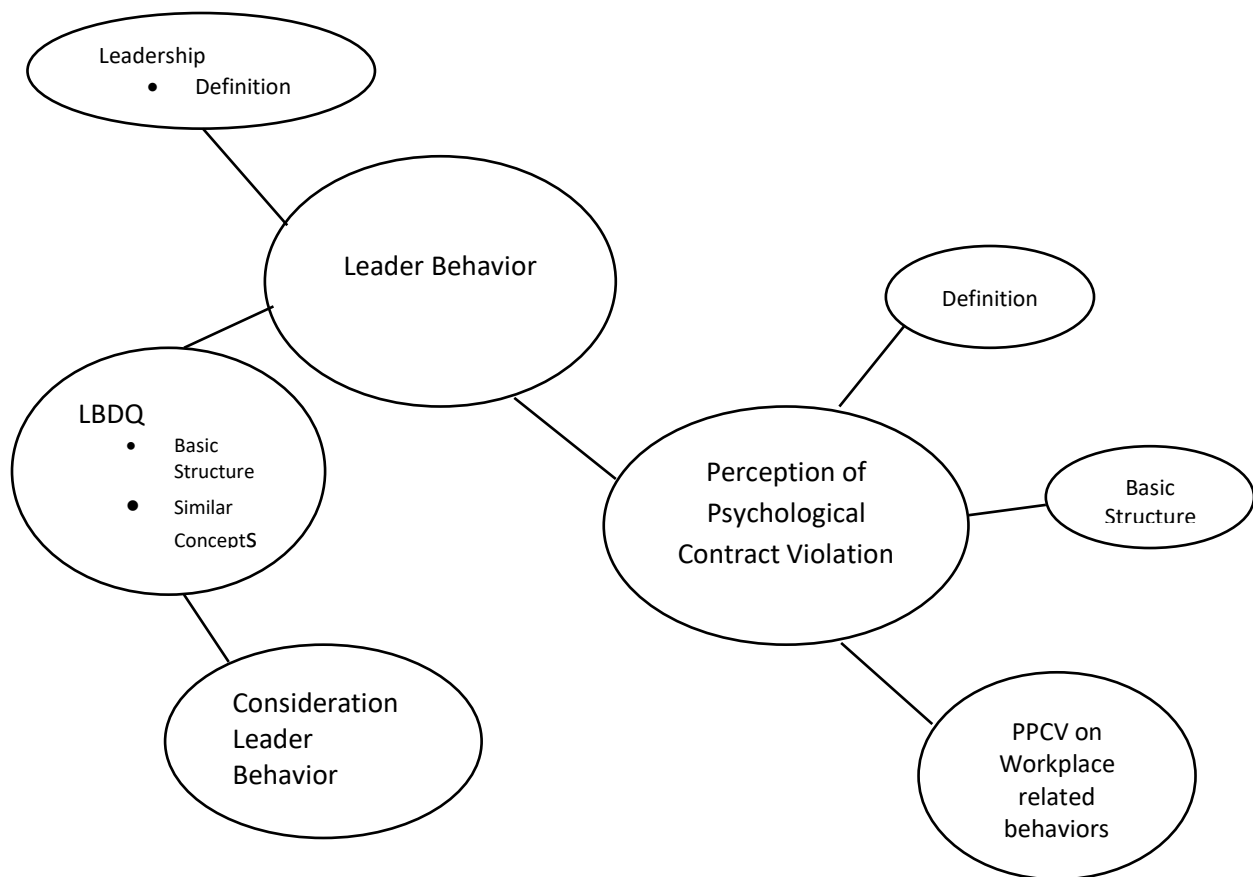 Leadership
• Definition
Leader Behavior
Definition
LBDQ
• Basic
Structure
• Similar
ConceptS
Perception of
Psychological
Contract Violation
Basic
Structure
Consideration
Leader
Behavior
PPCV on
Workplace
related
behaviors